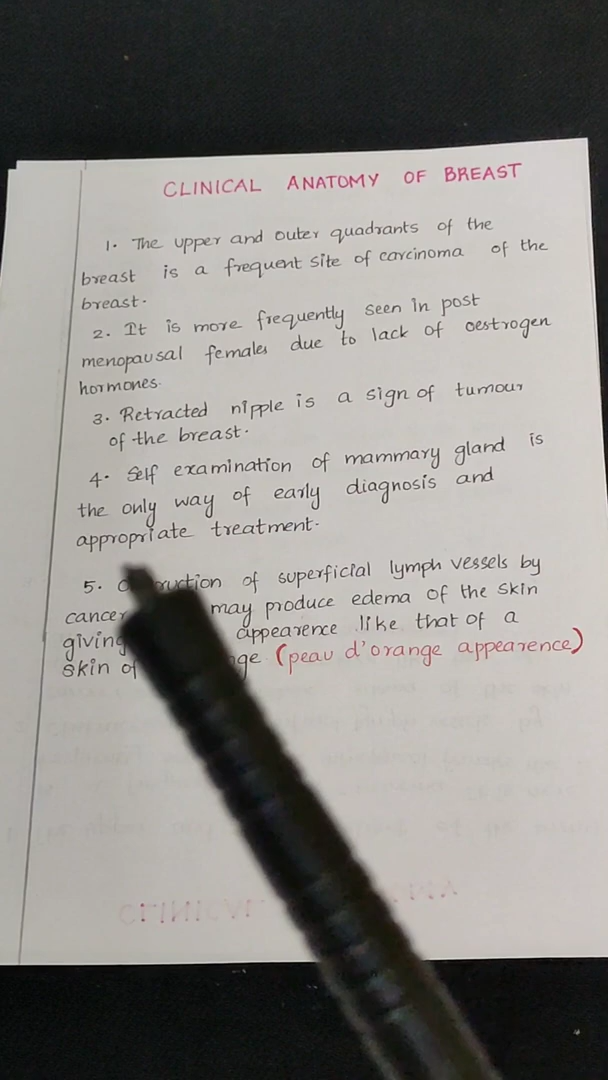 CLINICAL ANATOMY OF BREAST
1. The upper and outer quadrants of the
breast is a frequent site of carcinoma of the
breast.
2. It is more frequently seen in post
menopausal females due to lack of oestrogen
hormones.
3. Retracted nipple is a sign of tumour
of the breast.
4. Self examination of mammary gland is
the only way of early diagnosis and
appropriate treatment.
5. of superficial lymph vessels by
cancer may produce edema of the skin
giving appearence like that of a
skin of (peau d'orange appearence)